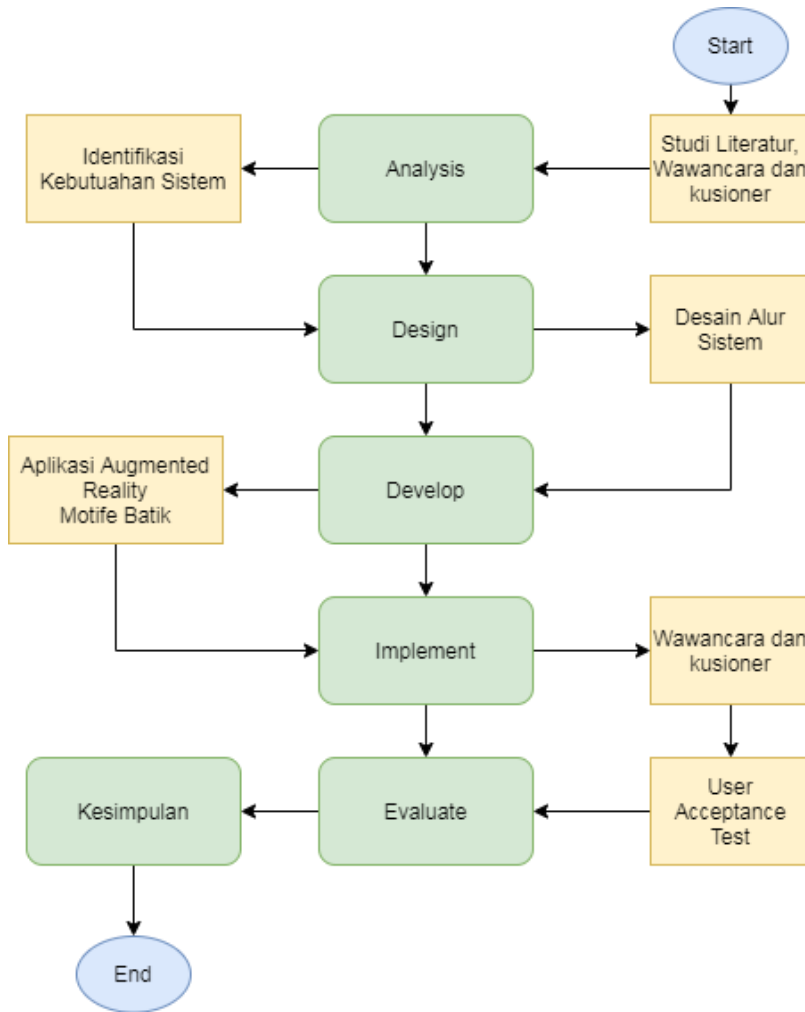 Start
Studi Literatur,
Wawancara dan
kusioner
Analysis
Identifikasi
Kebutuahan Sistem
Design
Desain Alur
Sistem
Develop
Aplikasi Augmented
Reality
Motife Batik
Implement
Wawancara dan
kusioner
User
Acceptance
Test
Evaluate
Kesimpulan
End